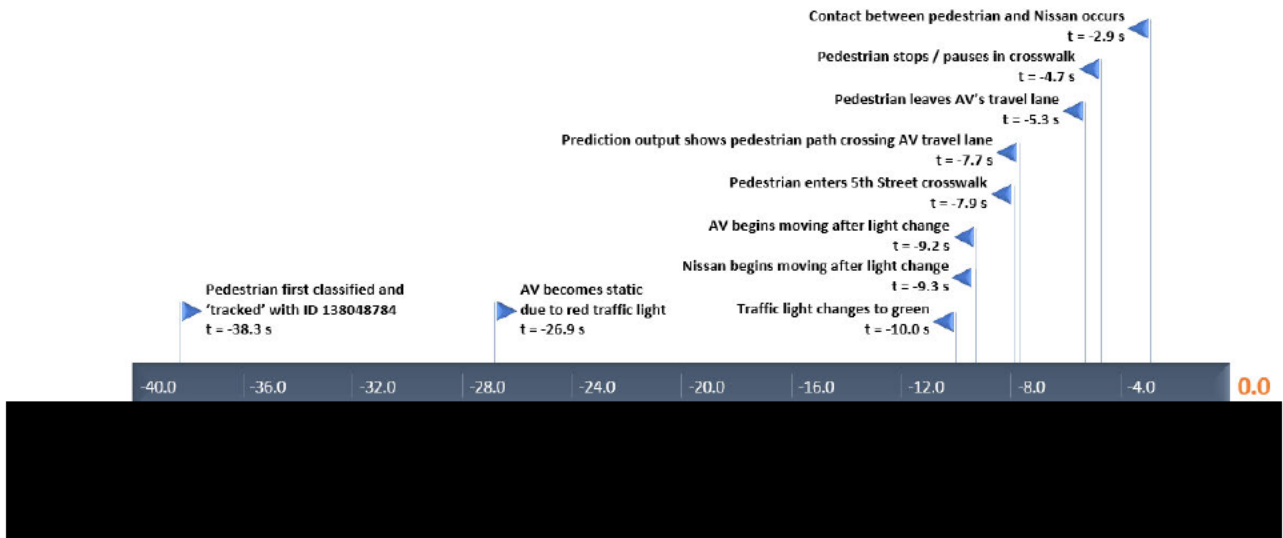 Contact between pedestrian and Nissan occurs
t = -2.9 s
Pedestrian stops / pauses in crosswalk
t = -4.7 s
Pedestrian leaves AV's travel lane
t = -5.3 s
Prediction output shows pedestrian path crossing AV travel lane
t = -7.7 s
Pedestrian enters 5th Street crosswalk
t = -7.9 s
AV begins moving after light change
t = -9.2 s
Nissan begins moving after light change
t = -9.3 s
Traffic light changes to green
t = -10.0 s
Pedestrian first classified and
‘tracked’ with ID 138048784
t = -38.3 s
AV becomes static
due to red traffic light
t = -26.9 s
-40.0 -36.0 -32.0 -28.0 -24.0 -20.0 -16.0 -12.0 -8.0 -4.0 0.0